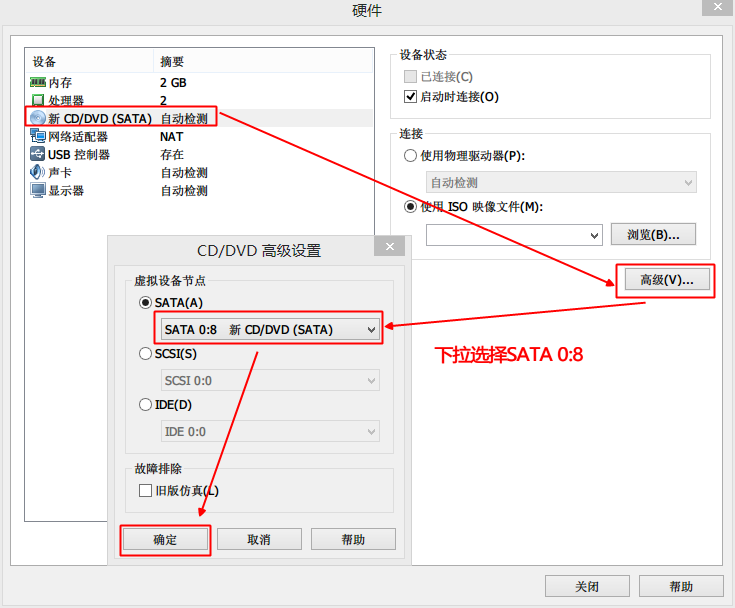 硬件
设备 摘要
内存 2 GB
处理器 2
新 CD/DVD (SATA) 自动检测
网络适配器 NAT
USB 控制器 存在
声卡 自动检测
显示器 自动检测
设备状态
已连接(C)
启动时连接(O)
连接
使用物理驱动器(P):
自动检测
使用 ISO 映像文件(M):
浏览(B)...
高级(V)...
CD/DVD 高级设置
虚拟设备节点
SATA(A)
SATA 0:8 新 CD/DVD (SATA)
SCSI(S)
SCSI 0:0
IDE(D)
IDE 0:0
故障排除
旧版仿真(L)
确定 取消 帮助
下拉选择SATA 0:8
关闭 帮助